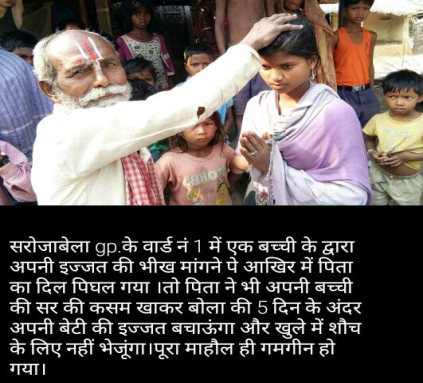 सरोजाबेला gp.के वार्ड नं 1 में एक बच्ची के द्वारा
अपनी इज्जत की भीख मांगने पे आखिर में पिता
का दिल पिघल गया ।तो पिता ने भी अपनी बच्ची
की सर की कसम खाकर बोला की 5 दिन के अंदर
अपनी बेटी की इज्जत बचाऊंगा और खुले में शौच
के लिए नहीं भेजूंगा।पूरा माहौल ही गमगीन हो
गया।